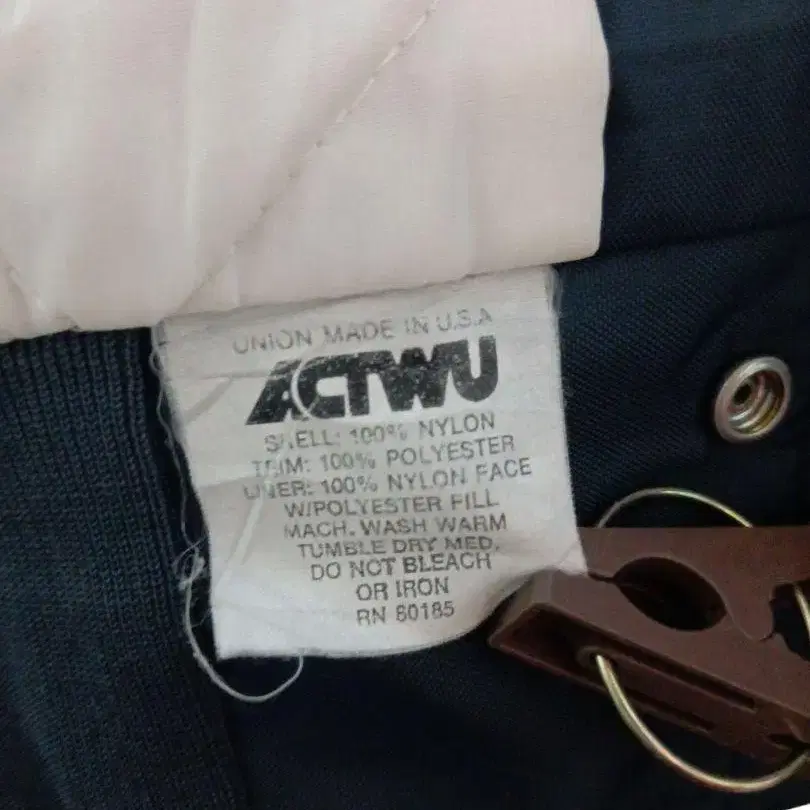 UNION MADE IN U.S.A
ACTWU
SHELL: 100% NYLON
TRIM: 100% POLYESTER
LINER: 100% NYLON FACE
W/POLYESTER FILL
MACH. WASH WARM
TUMBLE DRY MED.
DO NOT BLEACH
OR IRON
RN 80185